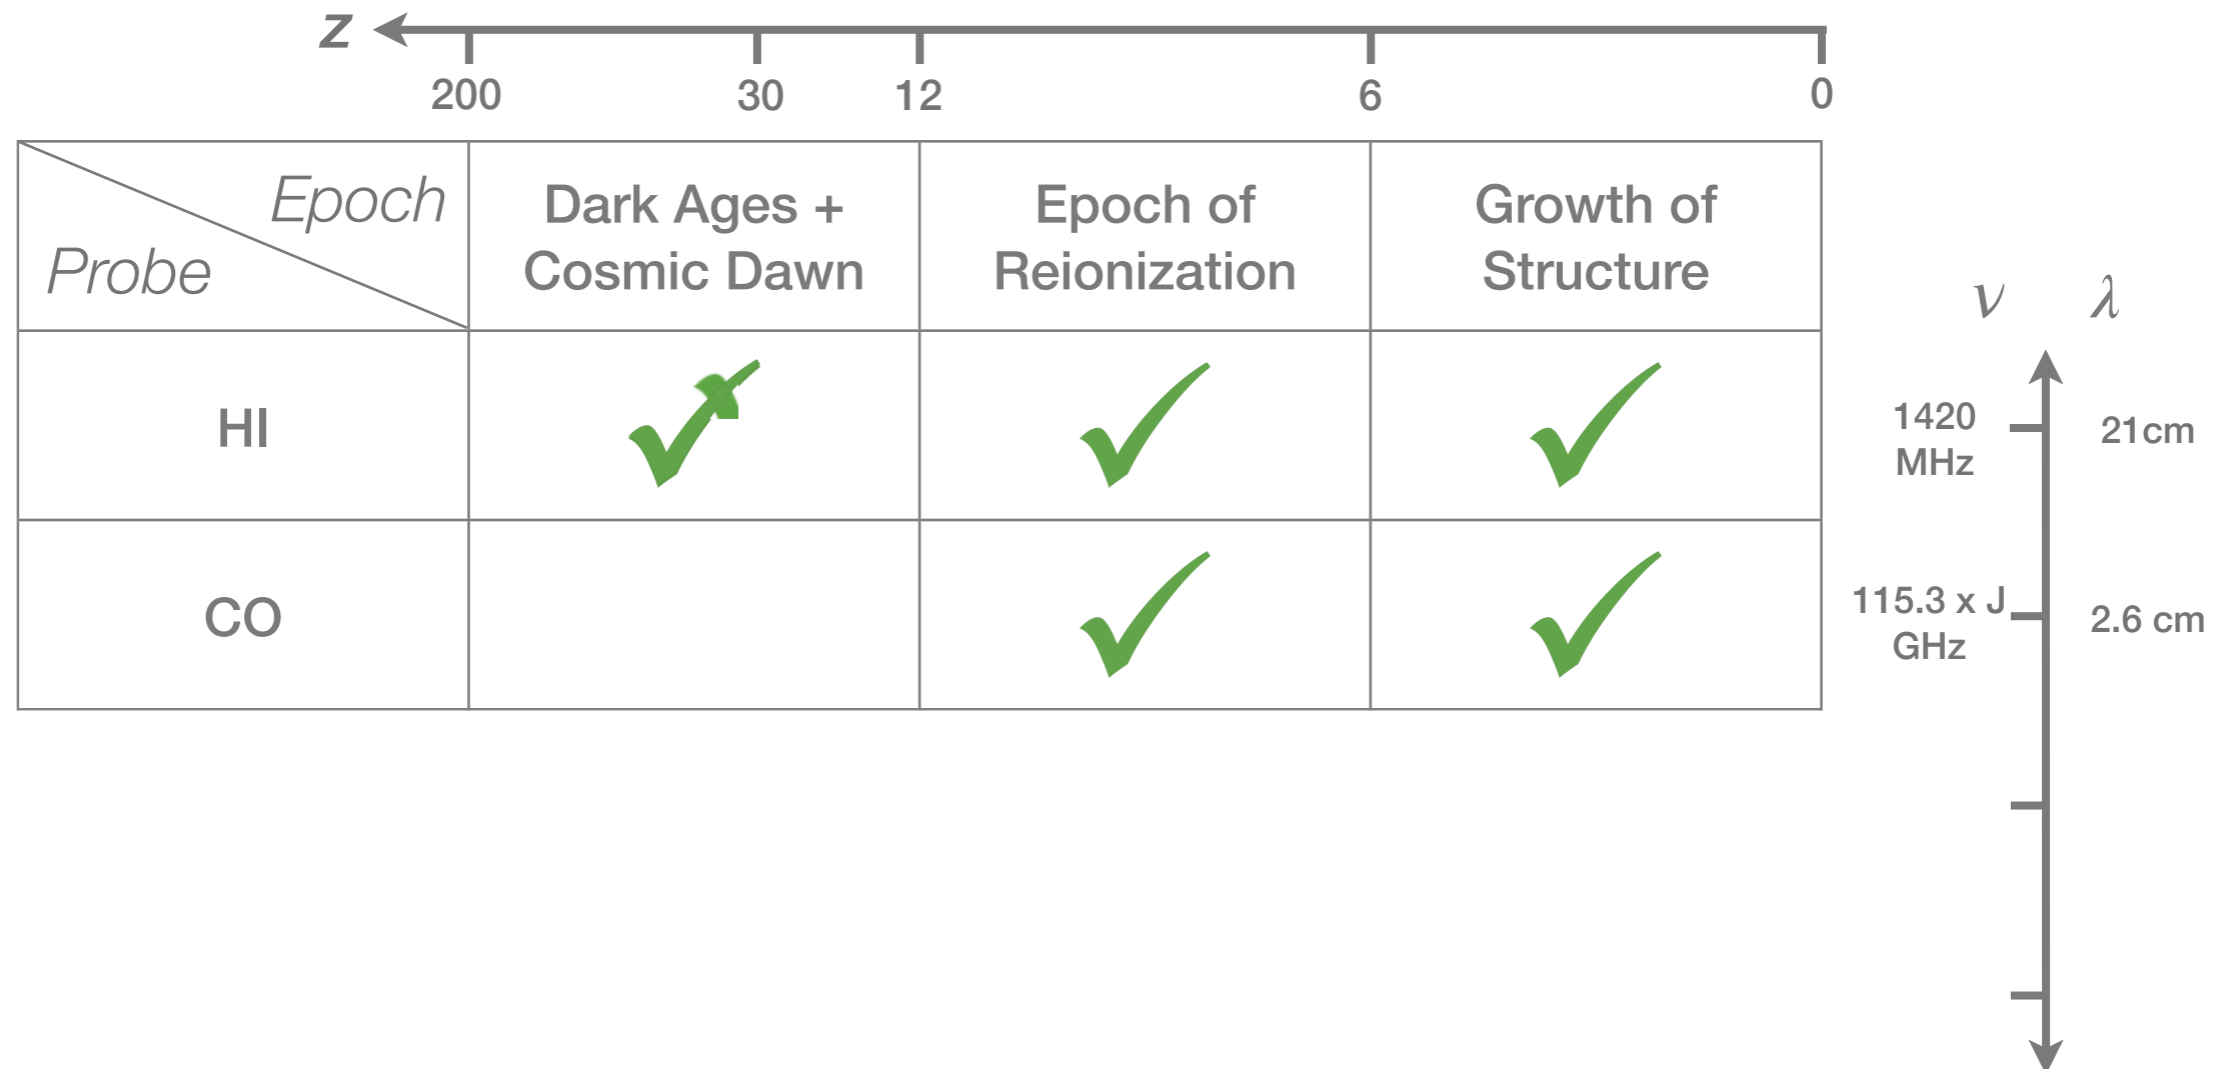 z
200 30 12 6 0
Epoch
Probe
Dark Ages +
Cosmic Dawn
Epoch of
Reionization
Growth of
Structure
ν λ
HI
1420
MHz
21cm
CO
115.3 x J
GHz
2.6 cm